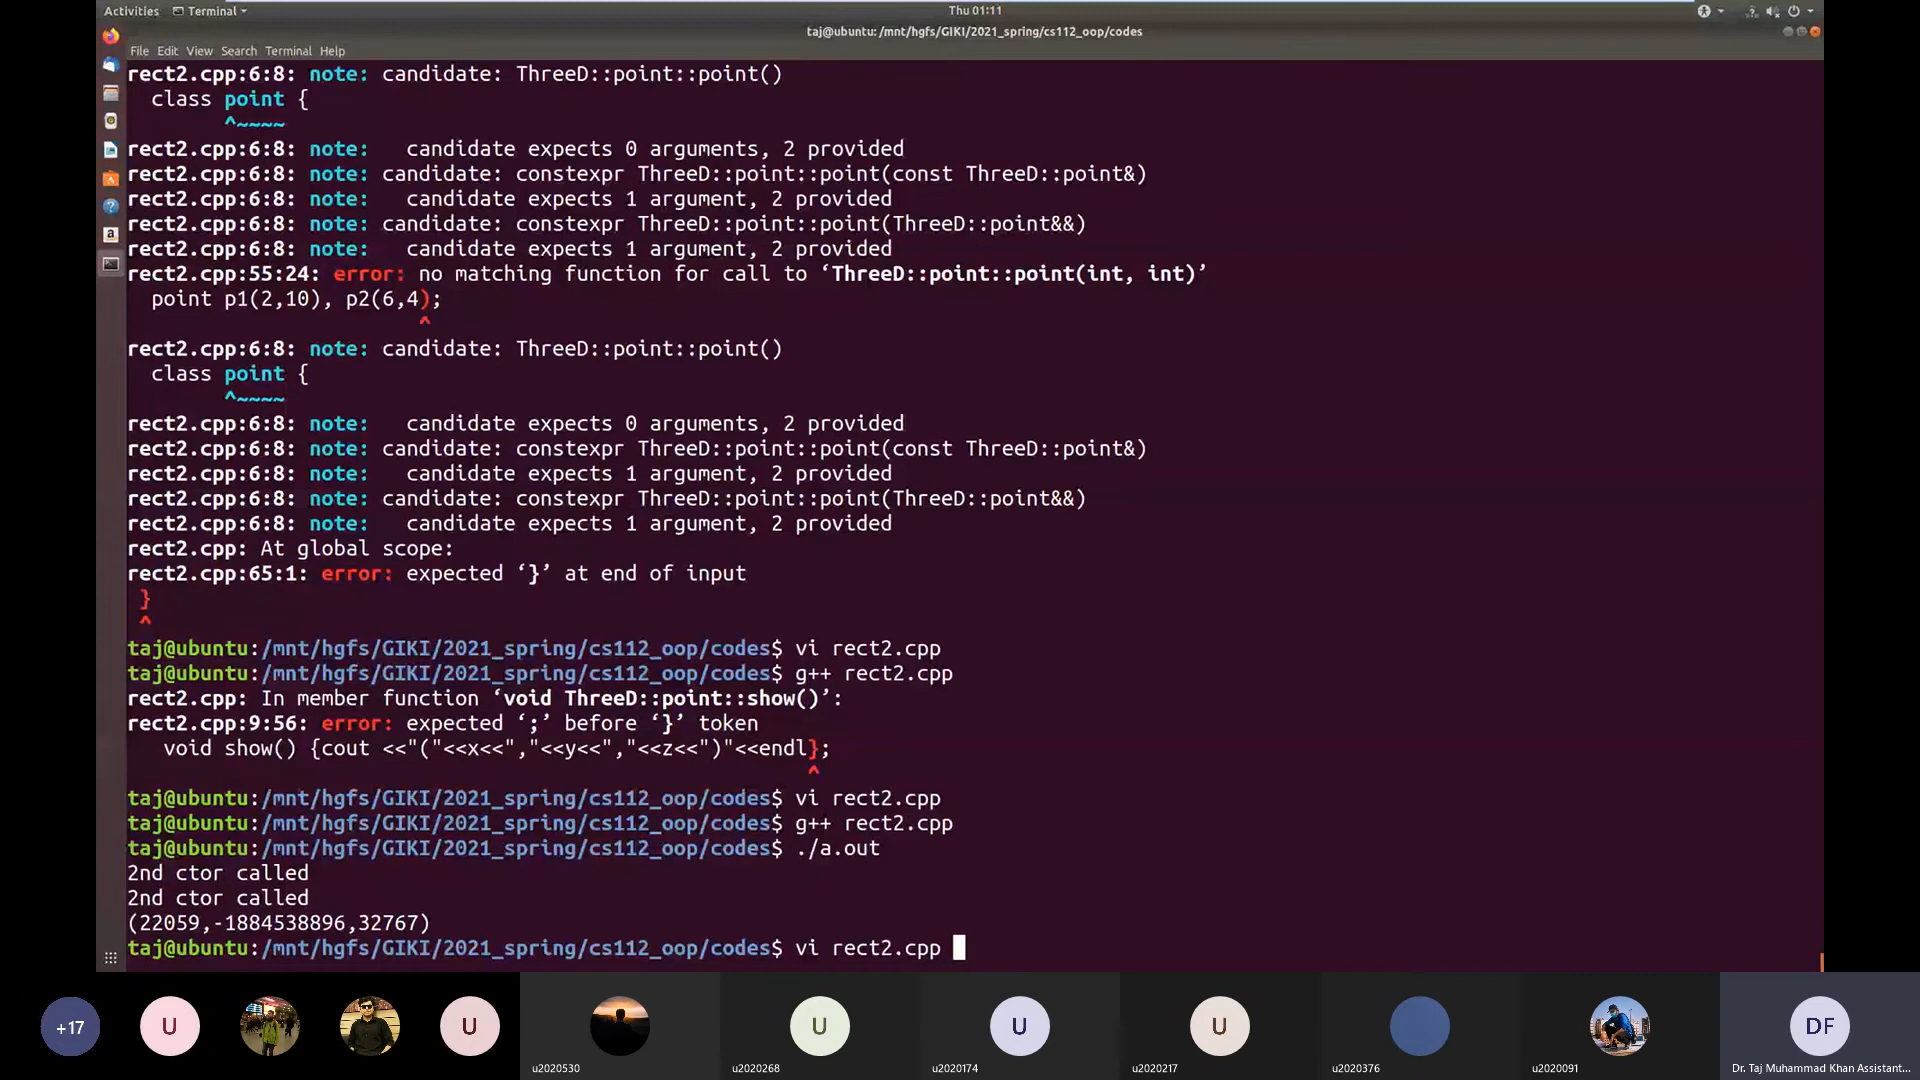 Activities Terminal Thu 01:11
taj@ubuntu: /mnt/hgfs/GIKI/2021_spring/cs112_oop/codes
File Edit View Search Terminal Help
rect2.cpp:6:8: note: candidate: ThreeD::point::point()
class point {
^~~~~
rect2.cpp:6:8: note: candidate expects 0 arguments, 2 provided
rect2.cpp:6:8: note: candidate: constexpr ThreeD::point::point(const ThreeD::point&)
rect2.cpp:6:8: note: candidate expects 1 argument, 2 provided
rect2.cpp:6:8: note: candidate: constexpr ThreeD::point::point(ThreeD::point&&)
rect2.cpp:6:8: note: candidate expects 1 argument, 2 provided
rect2.cpp:55:24: error: no matching function for call to ‘ThreeD::point::point(int, int)’
point p1(2,10), p2(6,4);
^
rect2.cpp:6:8: note: candidate: ThreeD::point::point()
class point {
^~~~~
rect2.cpp:6:8: note: candidate expects 0 arguments, 2 provided
rect2.cpp:6:8: note: candidate: constexpr ThreeD::point::point(const ThreeD::point&)
rect2.cpp:6:8: note: candidate expects 1 argument, 2 provided
rect2.cpp:6:8: note: candidate: constexpr ThreeD::point::point(ThreeD::point&&)
rect2.cpp:6:8: note: candidate expects 1 argument, 2 provided
rect2.cpp: At global scope:
rect2.cpp:65:1: error: expected ‘}’ at end of input
}
^
taj@ubuntu:/mnt/hgfs/GIKI/2021_spring/cs112_oop/codes$ vi rect2.cpp
taj@ubuntu:/mnt/hgfs/GIKI/2021_spring/cs112_oop/codes$ g++ rect2.cpp
rect2.cpp: In member function ‘void ThreeD::point::show()’:
rect2.cpp:9:56: error: expected ‘;’ before ‘}’ token
void show() {cout <<"("<<x<<","<<y<<","<<z<<")"<<endl};
^
taj@ubuntu:/mnt/hgfs/GIKI/2021_spring/cs112_oop/codes$ vi rect2.cpp
taj@ubuntu:/mnt/hgfs/GIKI/2021_spring/cs112_oop/codes$ g++ rect2.cpp
taj@ubuntu:/mnt/hgfs/GIKI/2021_spring/cs112_oop/codes$ ./a.out
2nd ctor called
2nd ctor called
(22059,-1884538896,32767)
taj@ubuntu:/mnt/hgfs/GIKI/2021_spring/cs112_oop/codes$ vi rect2.cpp
+17 U U U U U DF
u2020530 u2020268 u2020174 u2020217 u2020376 u2020091 Dr. Taj Muhammad Khan Assistant...